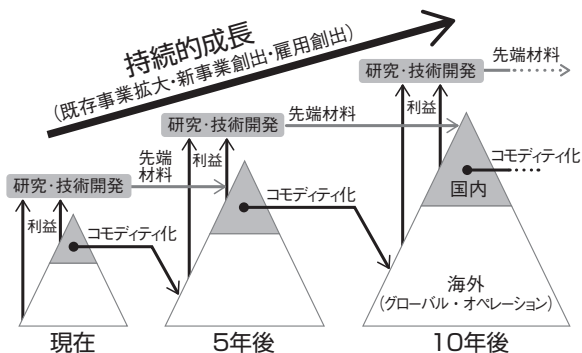 持続的成長
(既存事業拡大・新事業創出・雇用創出)
研究・技術開発
先端材料
利益
コモディティ化
国内
海外
(グローバル・オペレーション)
研究・技術開発
先端材料
利益
コモディティ化
研究・技術開発
先端
材料
利益
コモディティ化
現在
5年後
10年後